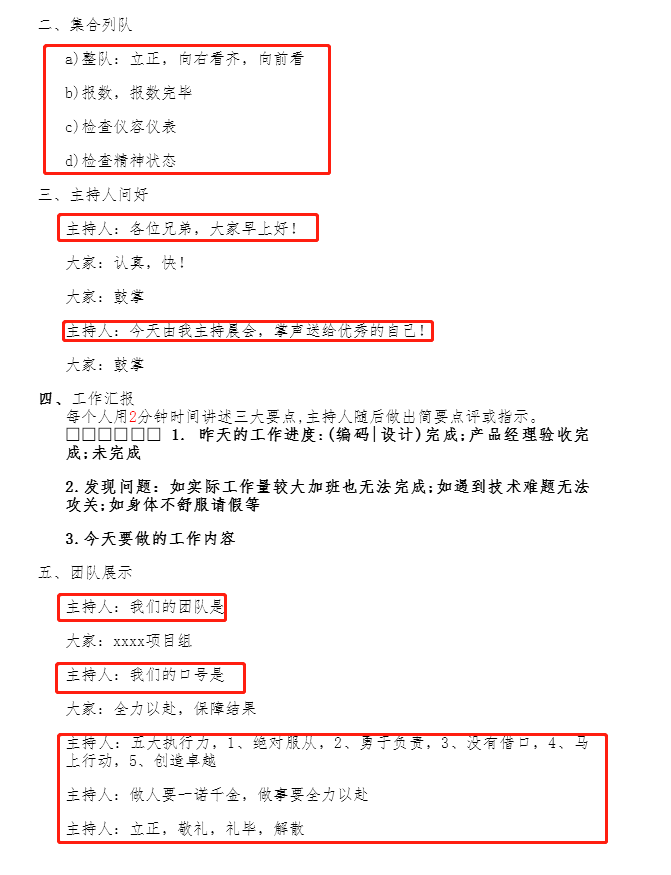 二、集合列队
a)整队：立正，向右看齐，向前看
b)报数，报数完毕
c)检查仪容仪表
d)检查精神状态
三、主持人问好
主持人：各位兄弟，大家早上好！
大家：认真，快！
大家：鼓掌
主持人：今天由我主持晨会，掌声送给优秀的自己！
大家：鼓掌
四、工作汇报
每个人用2分钟时间讲述三大要点,主持人随后做出简要点评或指示。
□□□□□□ 1. 昨天的工作进度:(编码|设计)完成;产品经理验收完
成;未完成
2.发现问题：如实际工作量较大加班也无法完成;如遇到技术难题无法
攻关;如身体不舒服请假等
3.今天要做的工作内容
五、团队展示
主持人：我们的团队是
大家：xxxx项目组
主持人：我们的口号是
大家：全力以赴，保障结果
主持人：五大执行力，1、绝对服从，2、勇于负责，3、没有借口，4、马
上行动，5、创造卓越
主持人：做人要一诺千金，做事要全力以赴
主持人：立正，敬礼，礼毕，解散